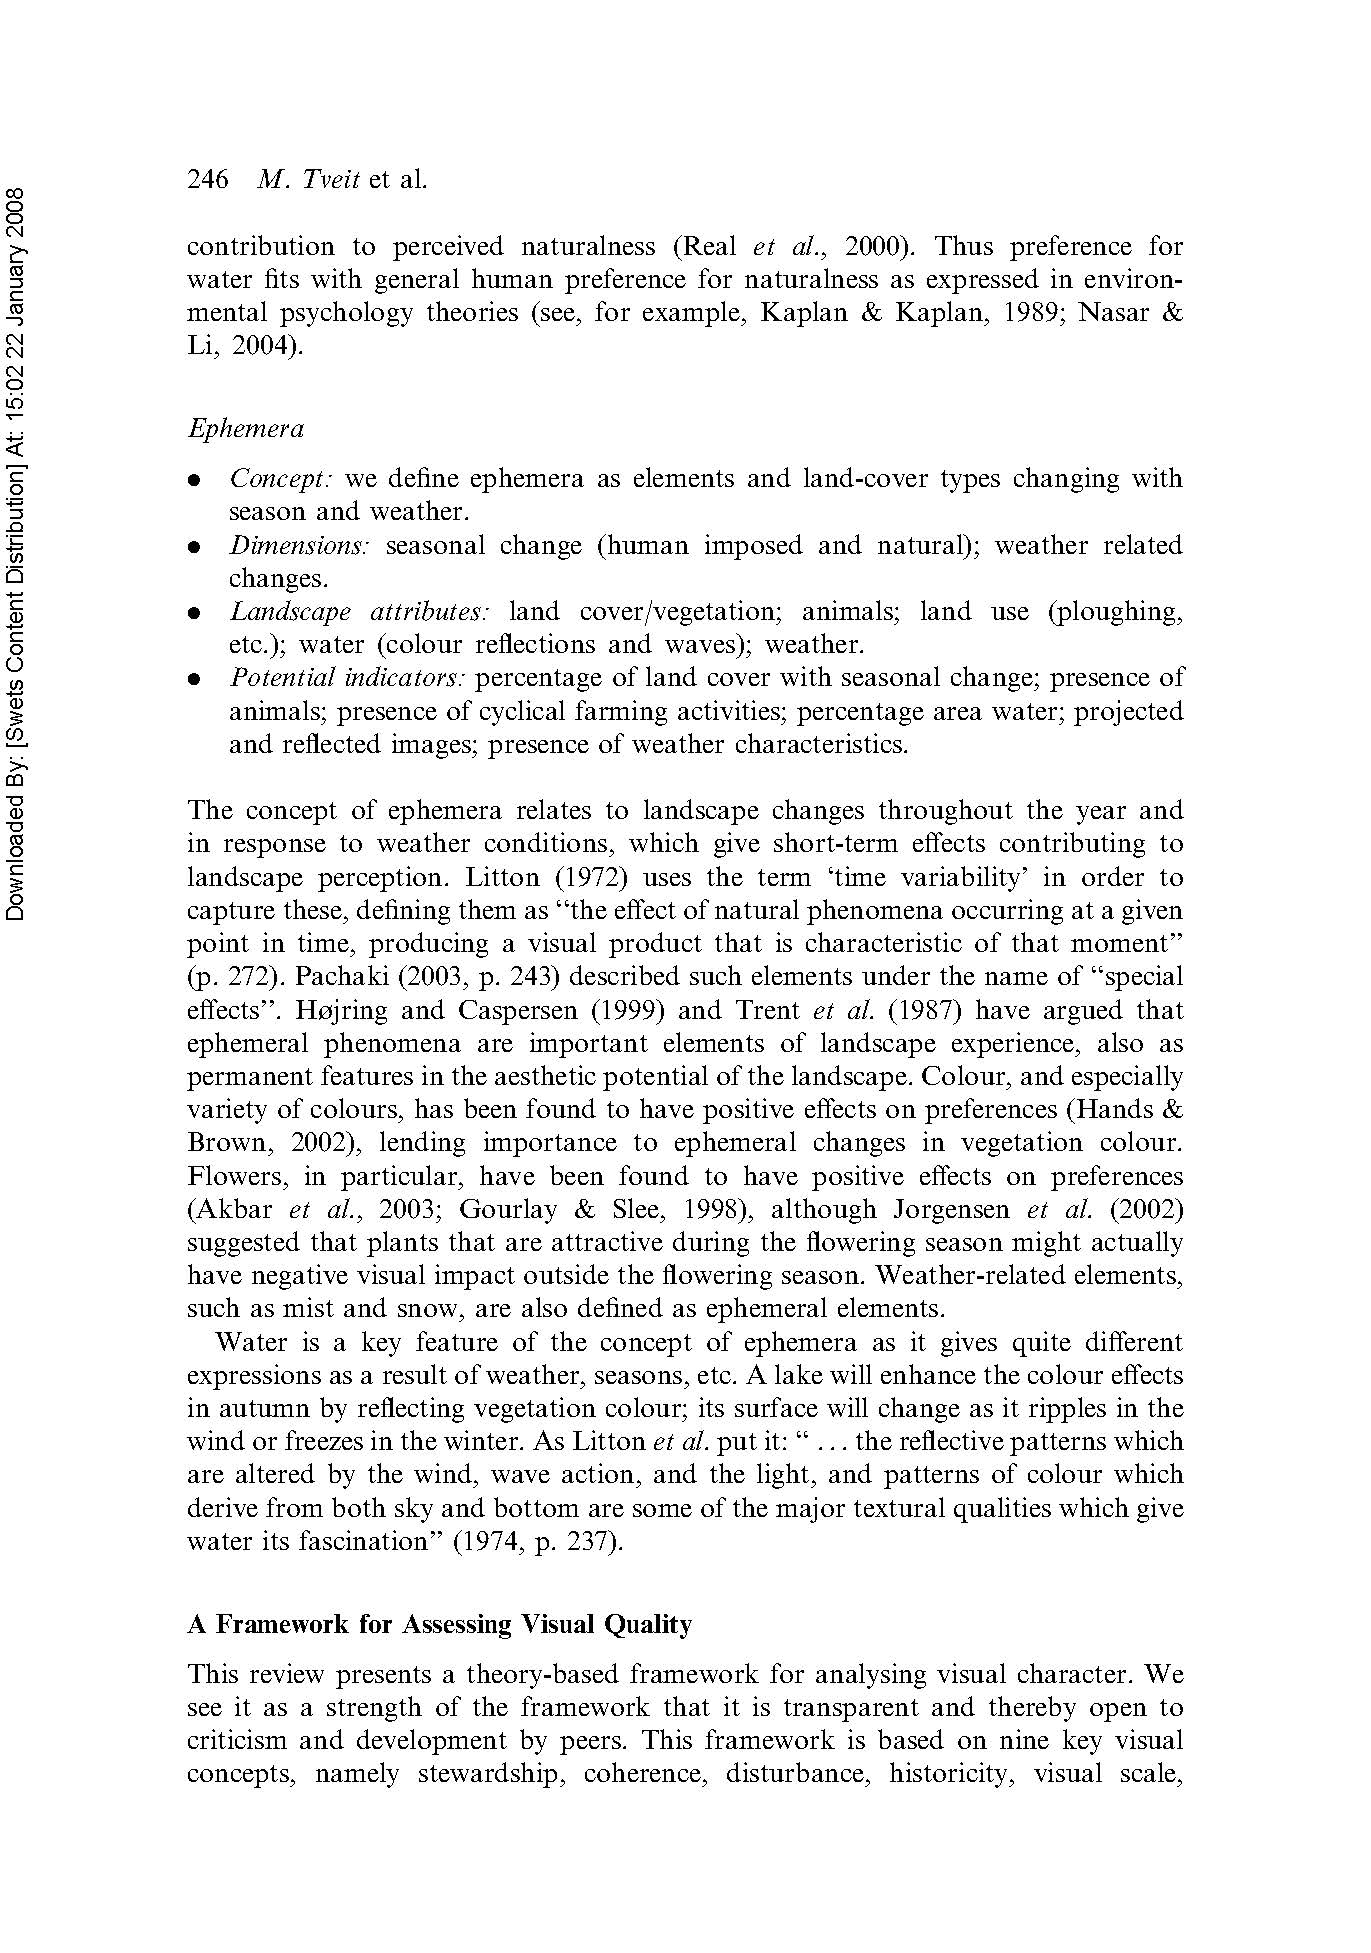 246 M. Tveit et al.
contribution to perceived naturalness (Real et al., 2000). Thus preference for
water fits with general human preference for naturalness as expressed in environ-
mental psychology theories (see, for example, Kaplan & Kaplan, 1989; Nasar &
Li, 2004).
Ephemera
● Concept: we define ephemera as elements and land-cover types changing with
season and weather.
● Dimensions: seasonal change (human imposed and natural); weather related
changes.
● Landscape attributes: land cover/vegetation; animals; land use (ploughing,
etc.); water (colour reflections and waves); weather.
● Potential indicators: percentage of land cover with seasonal change; presence of
animals; presence of cyclical farming activities; percentage area water; projected
and reflected images; presence of weather characteristics.
The concept of ephemera relates to landscape changes throughout the year and
in response to weather conditions, which give short-term effects contributing to
landscape perception. Litton (1972) uses the term ‘time variability’ in order to
capture these, defining them as “the effect of natural phenomena occurring at a given
point in time, producing a visual product that is characteristic of that moment”
(p. 272). Pachaki (2003, p. 243) described such elements under the name of “special
effects”. Højring and Caspersen (1999) and Trent et al. (1987) have argued that
ephemeral phenomena are important elements of landscape experience, also as
permanent features in the aesthetic potential of the landscape. Colour, and especially
variety of colours, has been found to have positive effects on preferences (Hands &
Brown, 2002), lending importance to ephemeral changes in vegetation colour.
Flowers, in particular, have been found to have positive effects on preferences
(Akbar et al., 2003; Gourlay & Slee, 1998), although Jorgensen et al. (2002)
suggested that plants that are attractive during the flowering season might actually
have negative visual impact outside the flowering season. Weather-related elements,
such as mist and snow, are also defined as ephemeral elements.
Water is a key feature of the concept of ephemera as it gives quite different
expressions as a result of weather, seasons, etc. A lake will enhance the colour effects
in autumn by reflecting vegetation colour; its surface will change as it ripples in the
wind or freezes in the winter. As Litton et al. put it: “ ... the reflective patterns which
are altered by the wind, wave action, and the light, and patterns of colour which
derive from both sky and bottom are some of the major textural qualities which give
water its fascination” (1974, p. 237).
A Framework for Assessing Visual Quality
This review presents a theory-based framework for analysing visual character. We
see it as a strength of the framework that it is transparent and thereby open to
criticism and development by peers. This framework is based on nine key visual
concepts, namely stewardship, coherence, disturbance, historicity, visual scale,
Downloaded By: [Swets Content Distribution] At: 15:02 22 January 2008